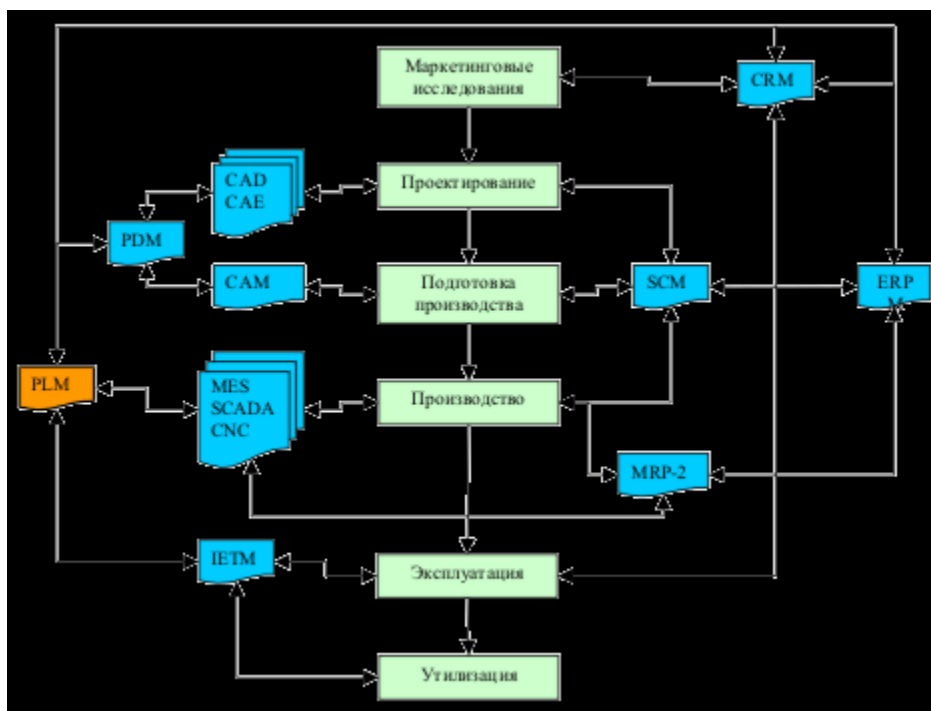 Маркетинговые
исследования
CRM
CAD
CAE
Проектирование
PDM
CAM
Подготовка
производства
SCM
ERP
M
PLM
MES
SCADA
CNC
Производство
MRP-2
IETM
Эксплуатация
Утилизация